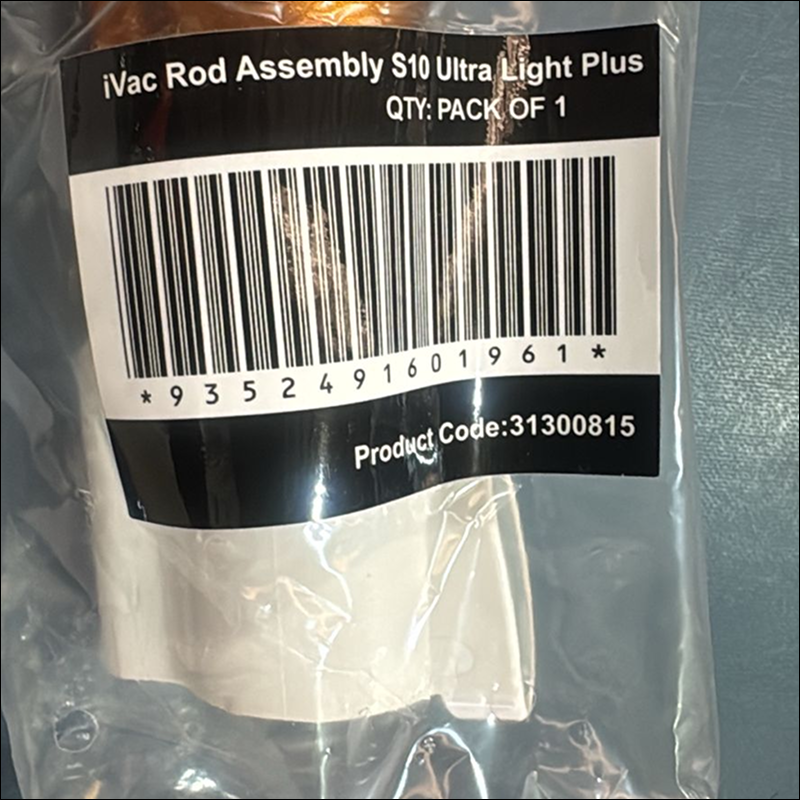 iVac Rod Assembly S10 Ultra Light Plus
QTY: PACK OF 1
*9352491601961*
Product Code:31300815